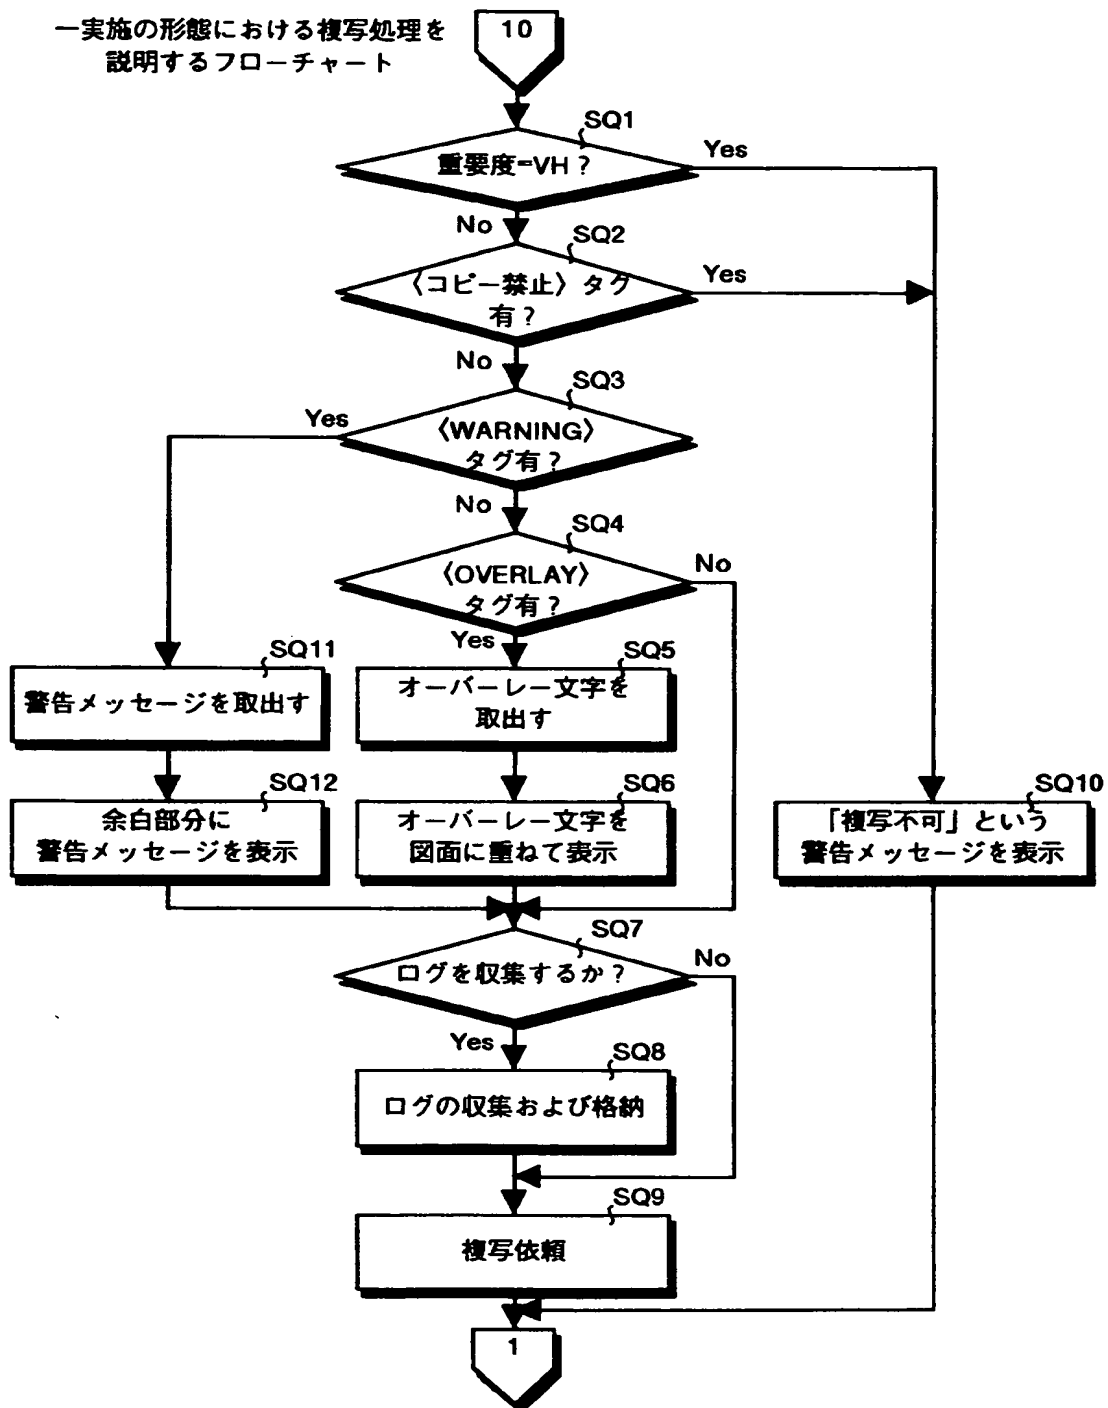 一実施の形態における複写処理を
説明するフローチャート
10
SQ1
重要度=VH？
Yes
No
SQ2
〈コピー禁止〉タグ
有？
Yes
No
SQ3
〈WARNING〉
タグ有？
Yes
No
SQ4
〈OVERLAY〉
タグ有？
No
Yes
SQ11
警告メッセージを取出す
SQ5
オーバーレー文字を
取出す
SQ12
余白部分に
警告メッセージを表示
SQ6
オーバーレー文字を
図面に重ねて表示
SQ10
「複写不可」という
警告メッセージを表示
SQ7
ログを収集するか？
No
Yes
SQ8
ログの収集および格納
SQ9
複写依頼
1